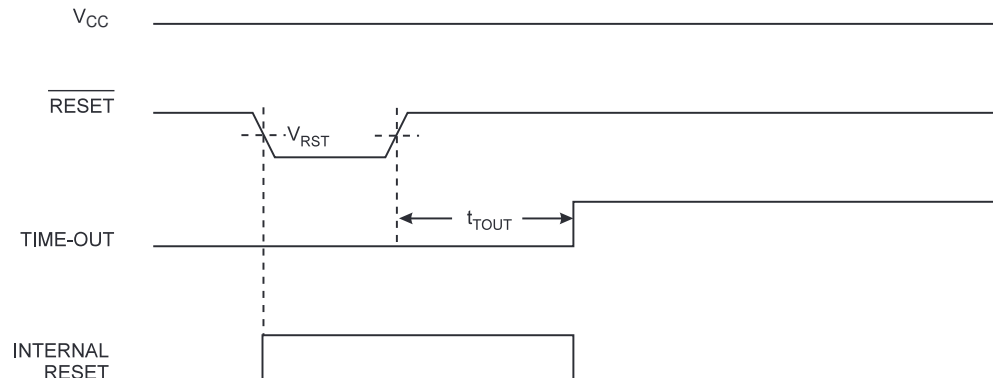 VCC
RESET
VRST
tTOUT
TIME-OUT
INTERNAL
RESET